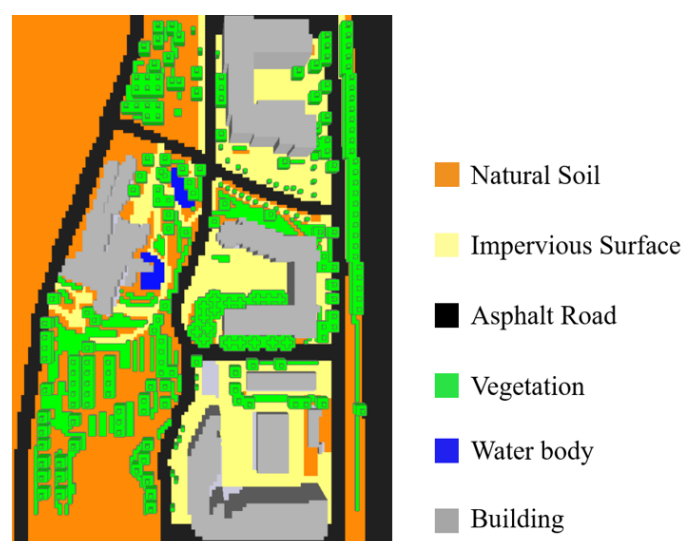 Natural Soil
Impervious Surface
Asphalt Road
Vegetation
Water body
Building